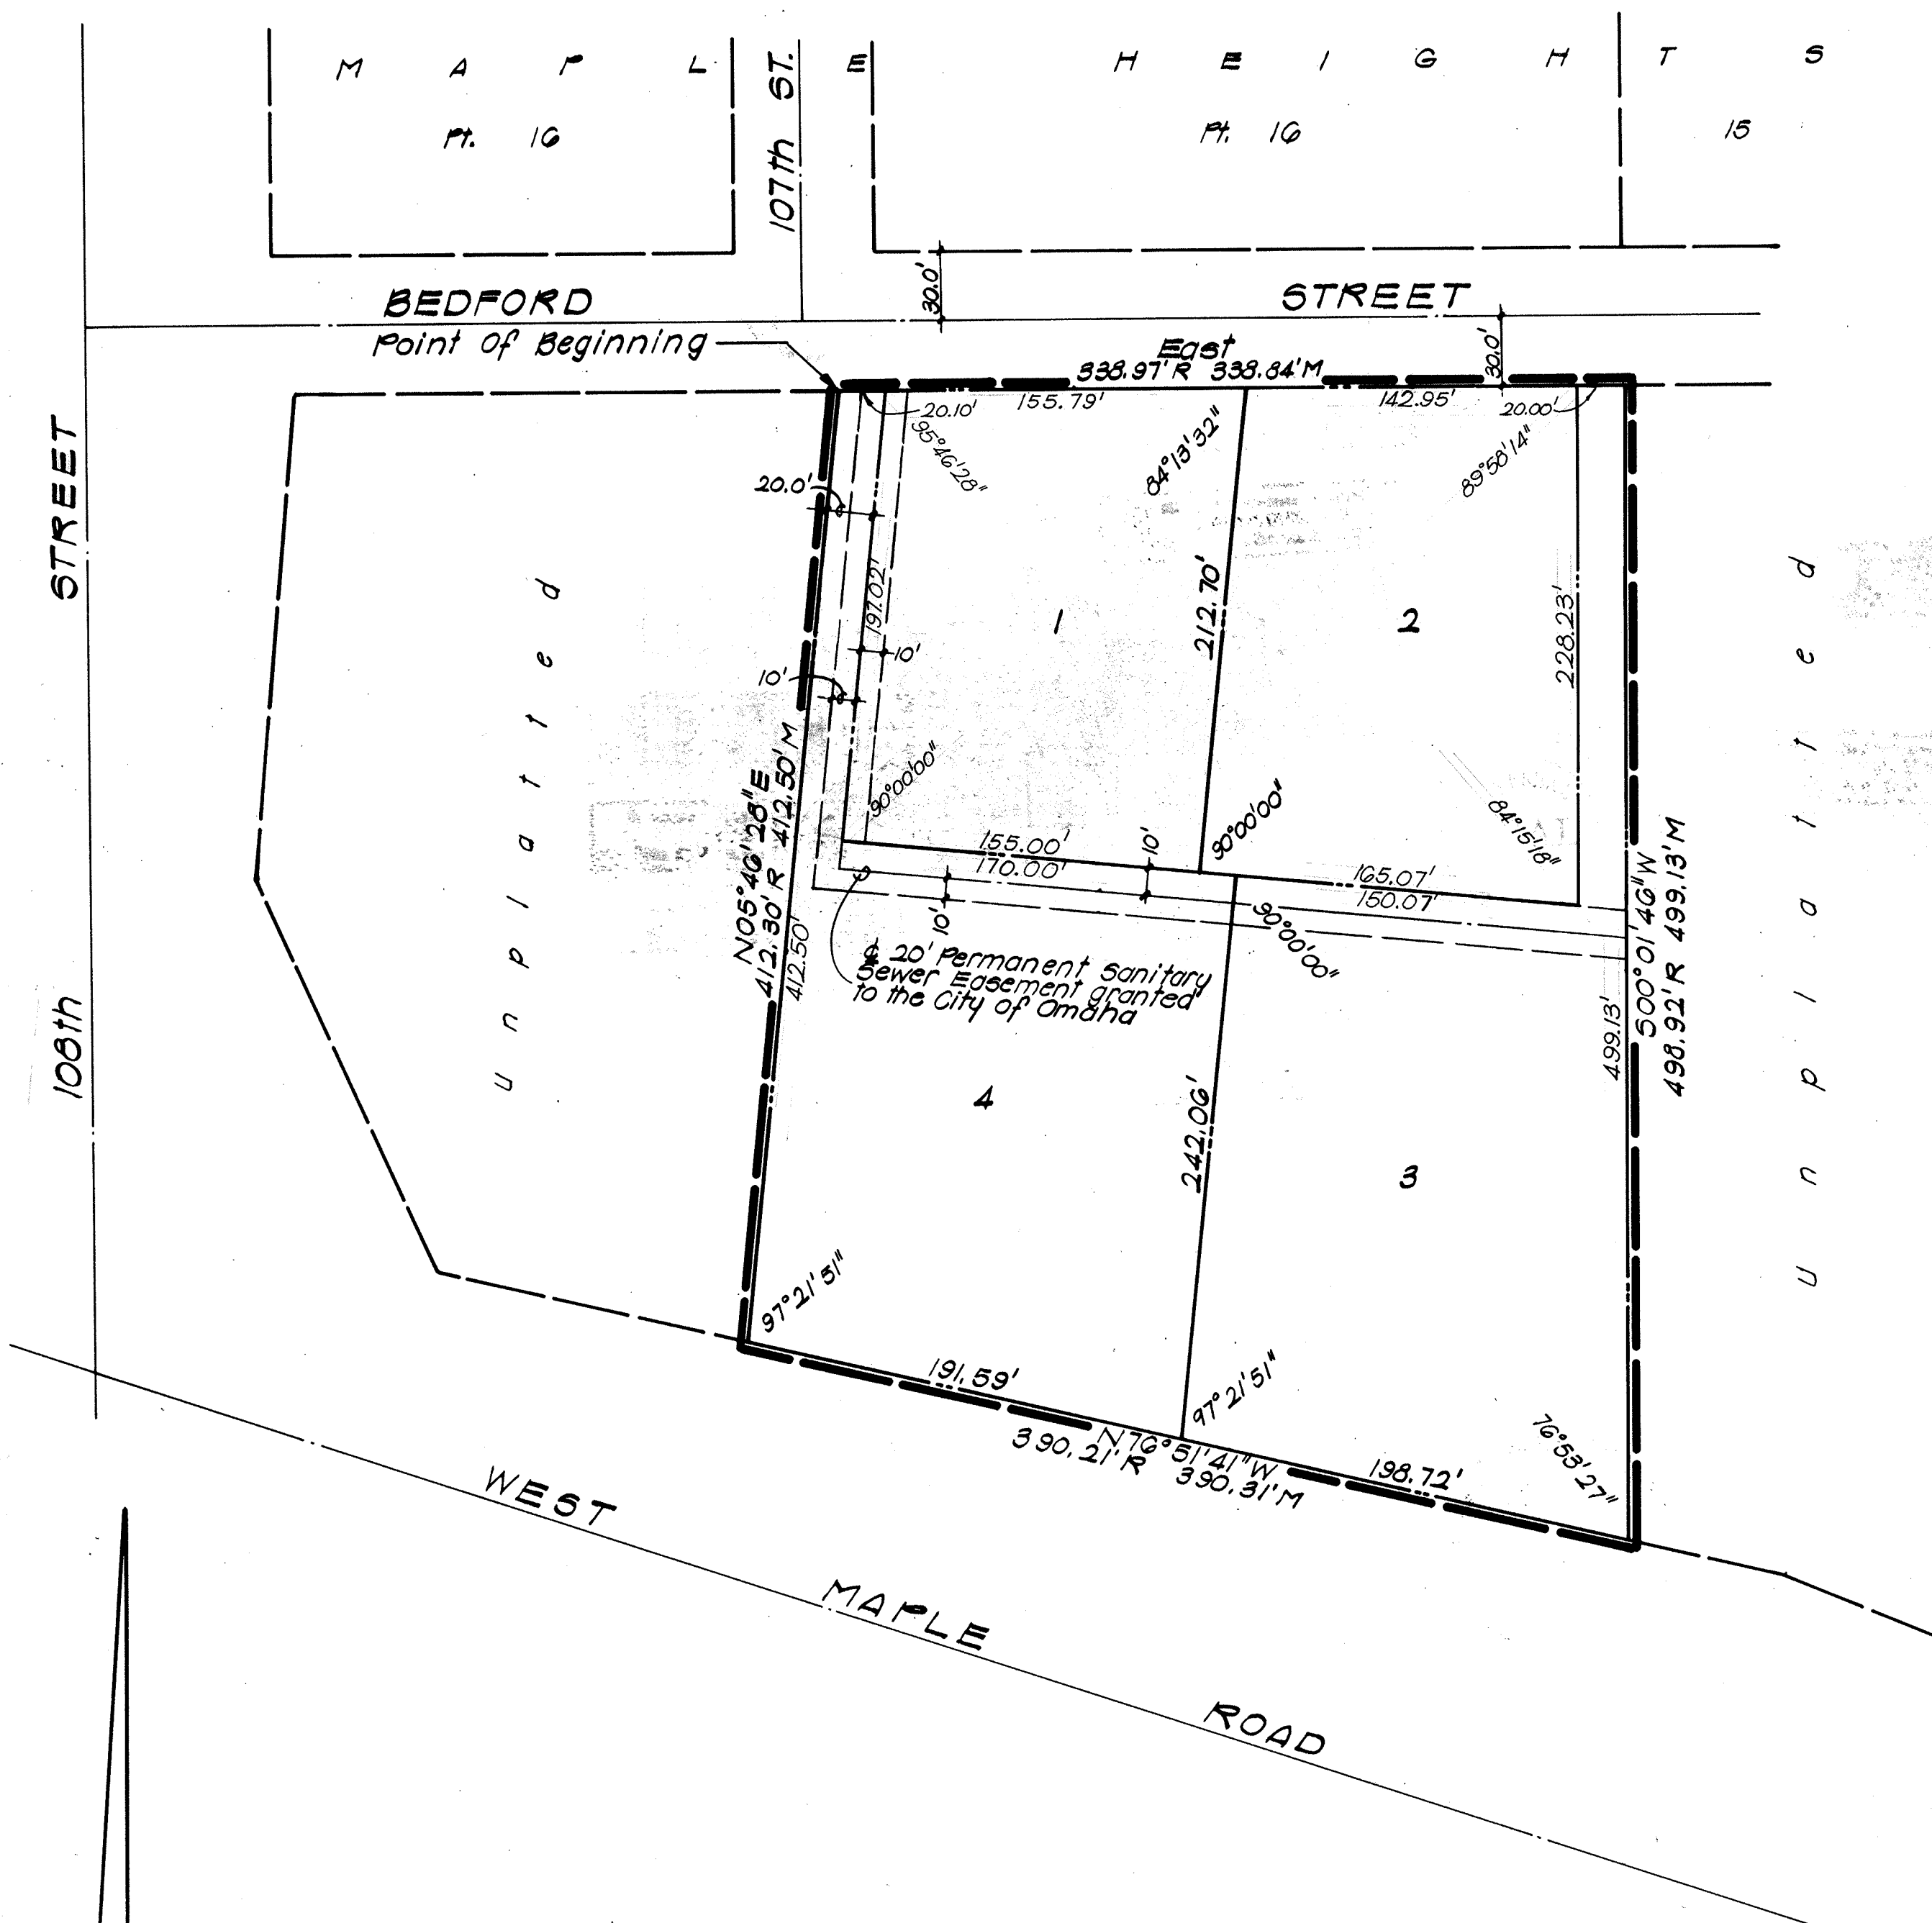 MAPLE HEIGHTS
Pt. 16
107th ST.
Pt. 16
15
BEDFORD STREET
30.0'
30.0'
Point Of Beginning
East
338.97' R 338.84' M
20.10'
155.79'
142.95'
20.00'
95°46'28"
84°13'32"
89°58'14"
20.0'
197.02'
10'
10'
212.70'
228.23'
1
2
90°00'00"
90°00'00"
84°15'18"
155.00'
170.00'
10'
165.07'
150.07'
10'
90°00'00"
N05°46'28"E
412.30' R 412.50' M
412.50'
₵ 20' Permanent Sanitary
Sewer Easement granted
to the City of Omaha
S00°01'46"W
498.92' R 499.13' M
499.13'
4
242.06'
3
97°21'51"
97°21'51"
76°53'27"
191.59'
198.72'
N76°51'41"W
390.21' R 390.31' M
unplatted
unplatted
108th STREET
WEST MAPLE ROAD